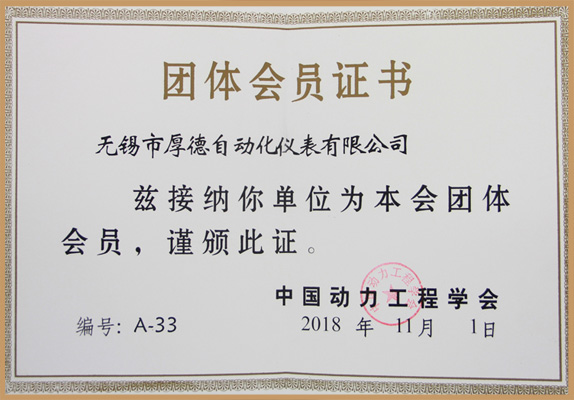 团体会员证书
无锡市厚德自动化仪表有限公司
兹接纳你单位为本会团体
会员，谨颁此证。
中国动力工程学会
编号：A-33
2018 年 11月 1日